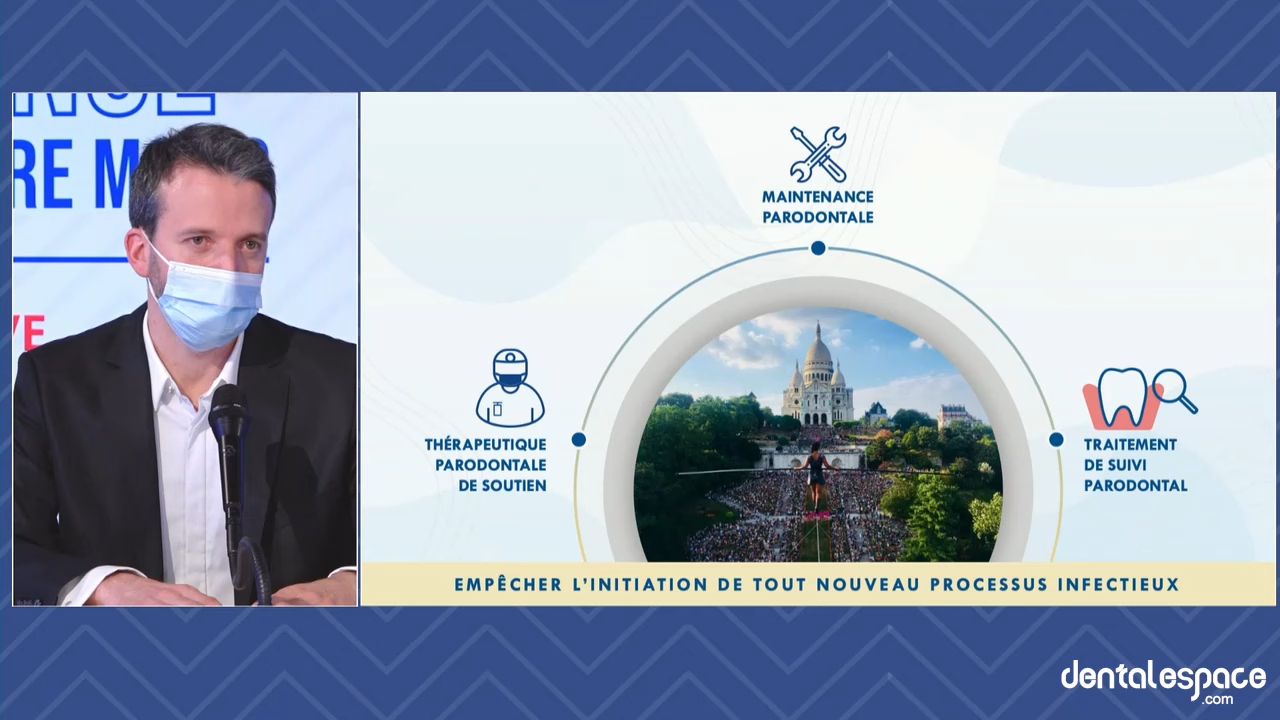 RE M
MAINTENANCE
PARODONTALE
THÉRAPEUTIQUE
PARODONTALE
DE SOUTIEN
TRAITEMENT
DE SUIVI
PARODONTAL
EMPÊCHER L'INITIATION DE TOUT NOUVEAU PROCESSUS INFECTIEUX
dentalespace
.com